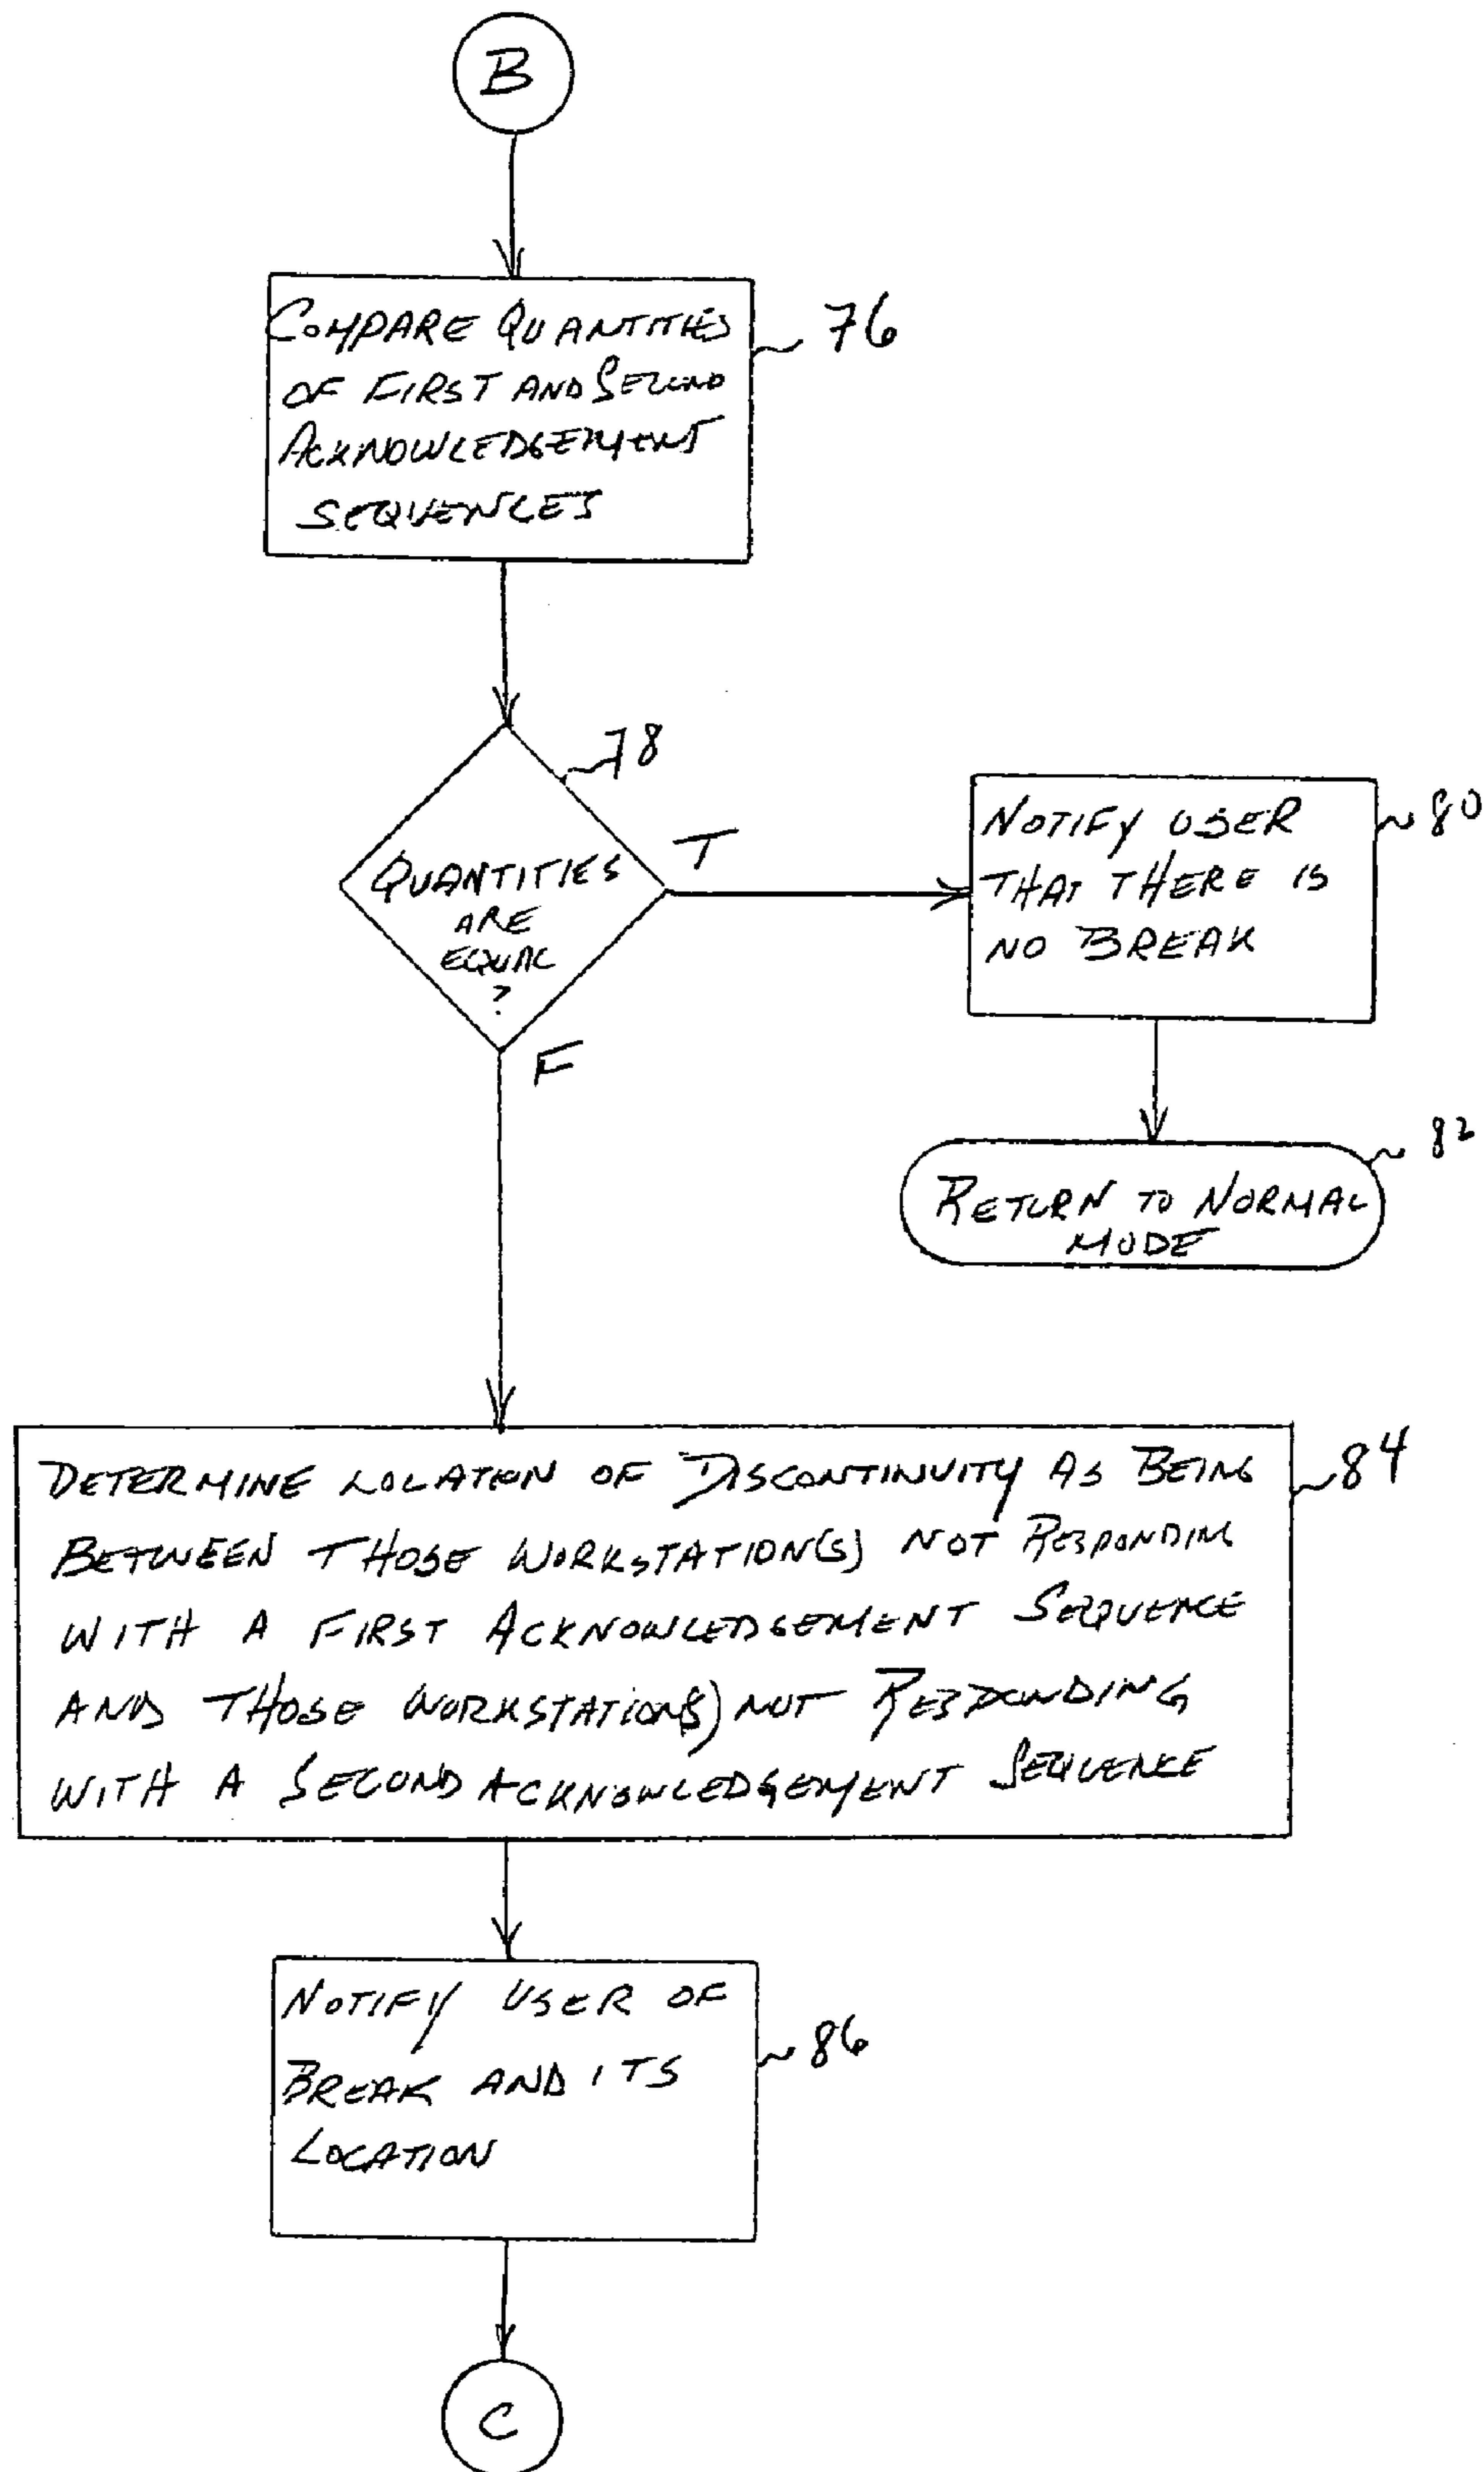 B
COMPARE QUANTITIES
OF FIRST AND SECOND
ACKNOWLEDGEMENT
SEQUENCES
76
78
QUANTITIES
ARE
EQUAL
?
T
NOTIFY USER
THAT THERE IS
NO BREAK
80
82
RETURN TO NORMAL
MODE
F
DETERMINE LOCATION OF DISCONTINUITY AS BEING
BETWEEN THOSE WORKSTATION(S) NOT RESPONDING
WITH A FIRST ACKNOWLEDGEMENT SEQUENCE
AND THOSE WORKSTATION(S) NOT RESPONDING
WITH A SECOND ACKNOWLEDGEMENT SEQUENCE
84
NOTIFY USER OF
BREAK AND ITS
LOCATION
86
C